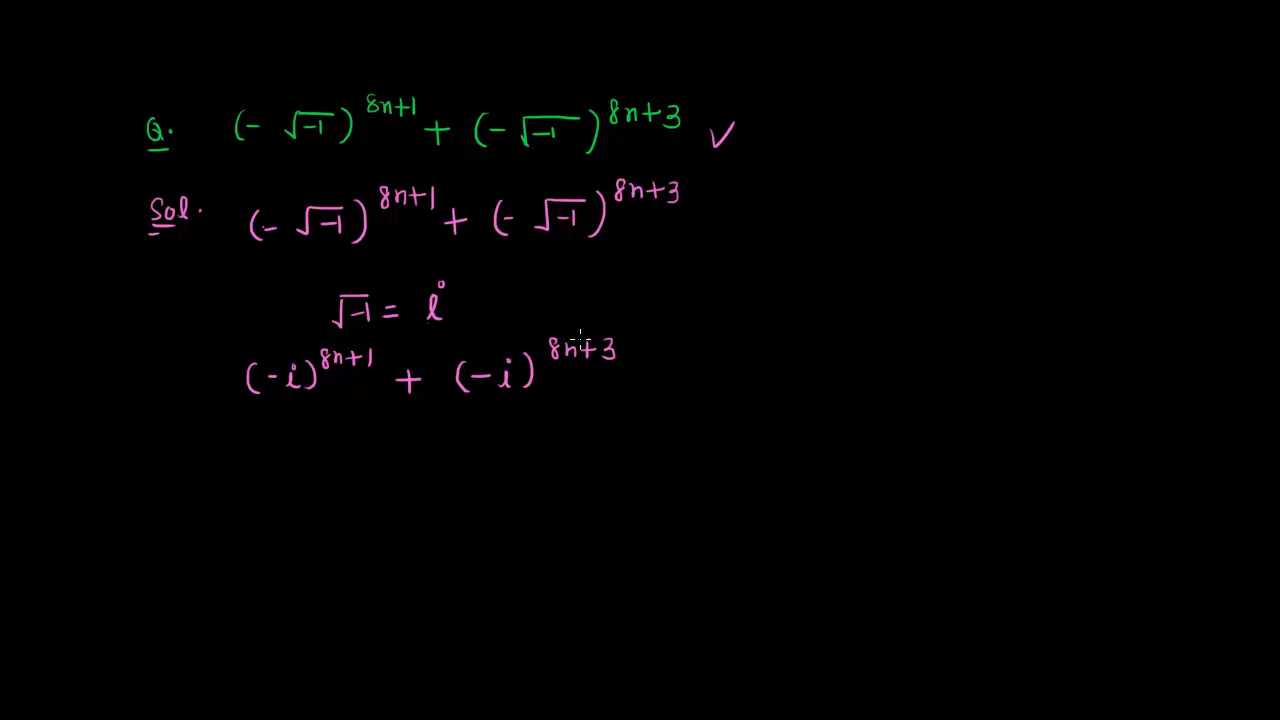 Q. (- √-1)^8n+1 + (- √-1)^8n+3 ✓
Sol. (- √-1)^8n+1 + (- √-1)^8n+3
√-1 = i
(-i)^8n+1 + (-i)^8n+3